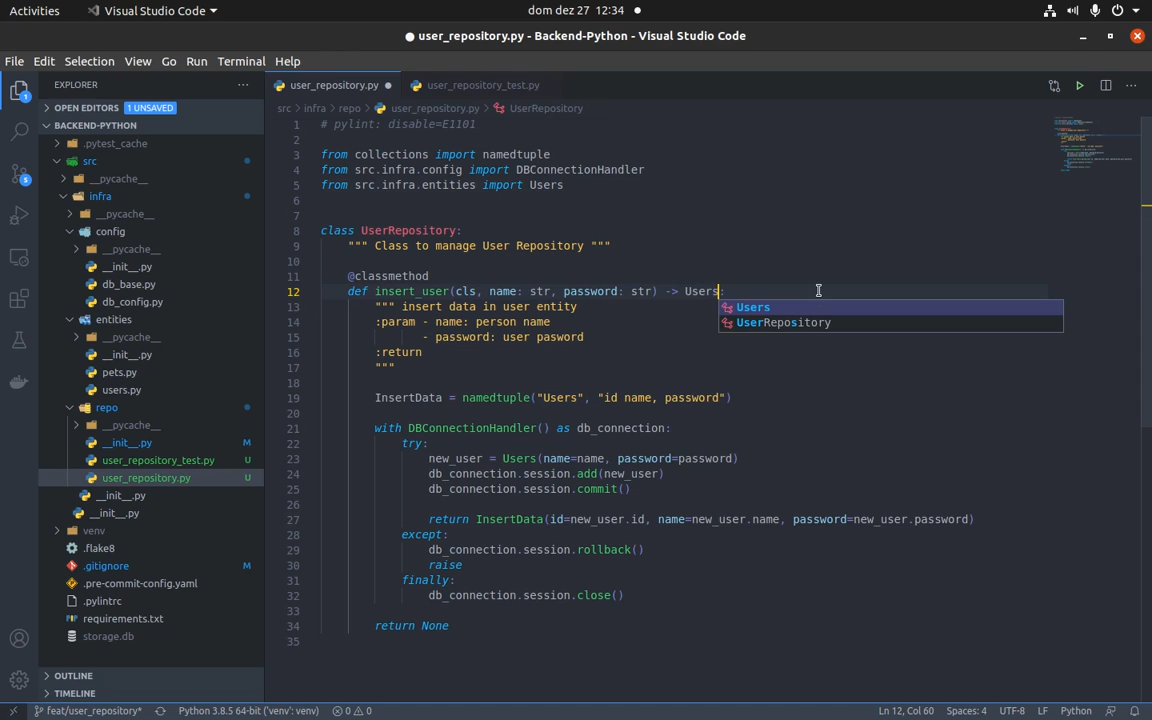 Activities
Visual Studio Code
dom dez 27 12:34
user_repository.py - Backend-Python - Visual Studio Code
File Edit Selection View Go Run Terminal Help
EXPLORER
OPEN EDITORS 1 UNSAVED
BACKEND-PYTHON
.pytest_cache
src
__pycache__
infra
__pycache__
config
__pycache__
__init__.py
db_base.py
db_config.py
entities
__pycache__
__init__.py
pets.py
users.py
repo
__pycache__
__init__.py M
user_repository_test.py U
user_repository.py U
__init__.py
__init__.py
venv
.flake8
.gitignore M
.pre-commit-config.yaml
.pylintrc
requirements.txt
storage.db
OUTLINE
TIMELINE
user_repository.py
user_repository_test.py
src > infra > repo > user_repository.py > UserRepository
1 # pylint: disable=E1101
2
3 from collections import namedtuple
4 from src.infra.config import DBConnectionHandler
5 from src.infra.entities import Users
6
7
8 class UserRepository:
9 """ Class to manage User Repository """
10
11 @classmethod
12 def insert_user(cls, name: str, password: str) -> Users:
13 """ insert data in user entity
14 :param - name: person name
15 - password: user pasword
16 :return
17 """
18
19 InsertData = namedtuple("Users", "id name, password")
20
21 with DBConnectionHandler() as db_connection:
22 try:
23 new_user = Users(name=name, password=password)
24 db_connection.session.add(new_user)
25 db_connection.session.commit()
26
27 return InsertData(id=new_user.id, name=new_user.name, password=new_user.password)
28 except:
29 db_connection.session.rollback()
30 raise
31 finally:
32 db_connection.session.close()
33
34 return None
35
Users
UserRepository
feat/user_repository* Python 3.8.5 64-bit ('venv': venv) 0 0
Ln 12, Col 60 Spaces: 4 UTF-8 LF Python